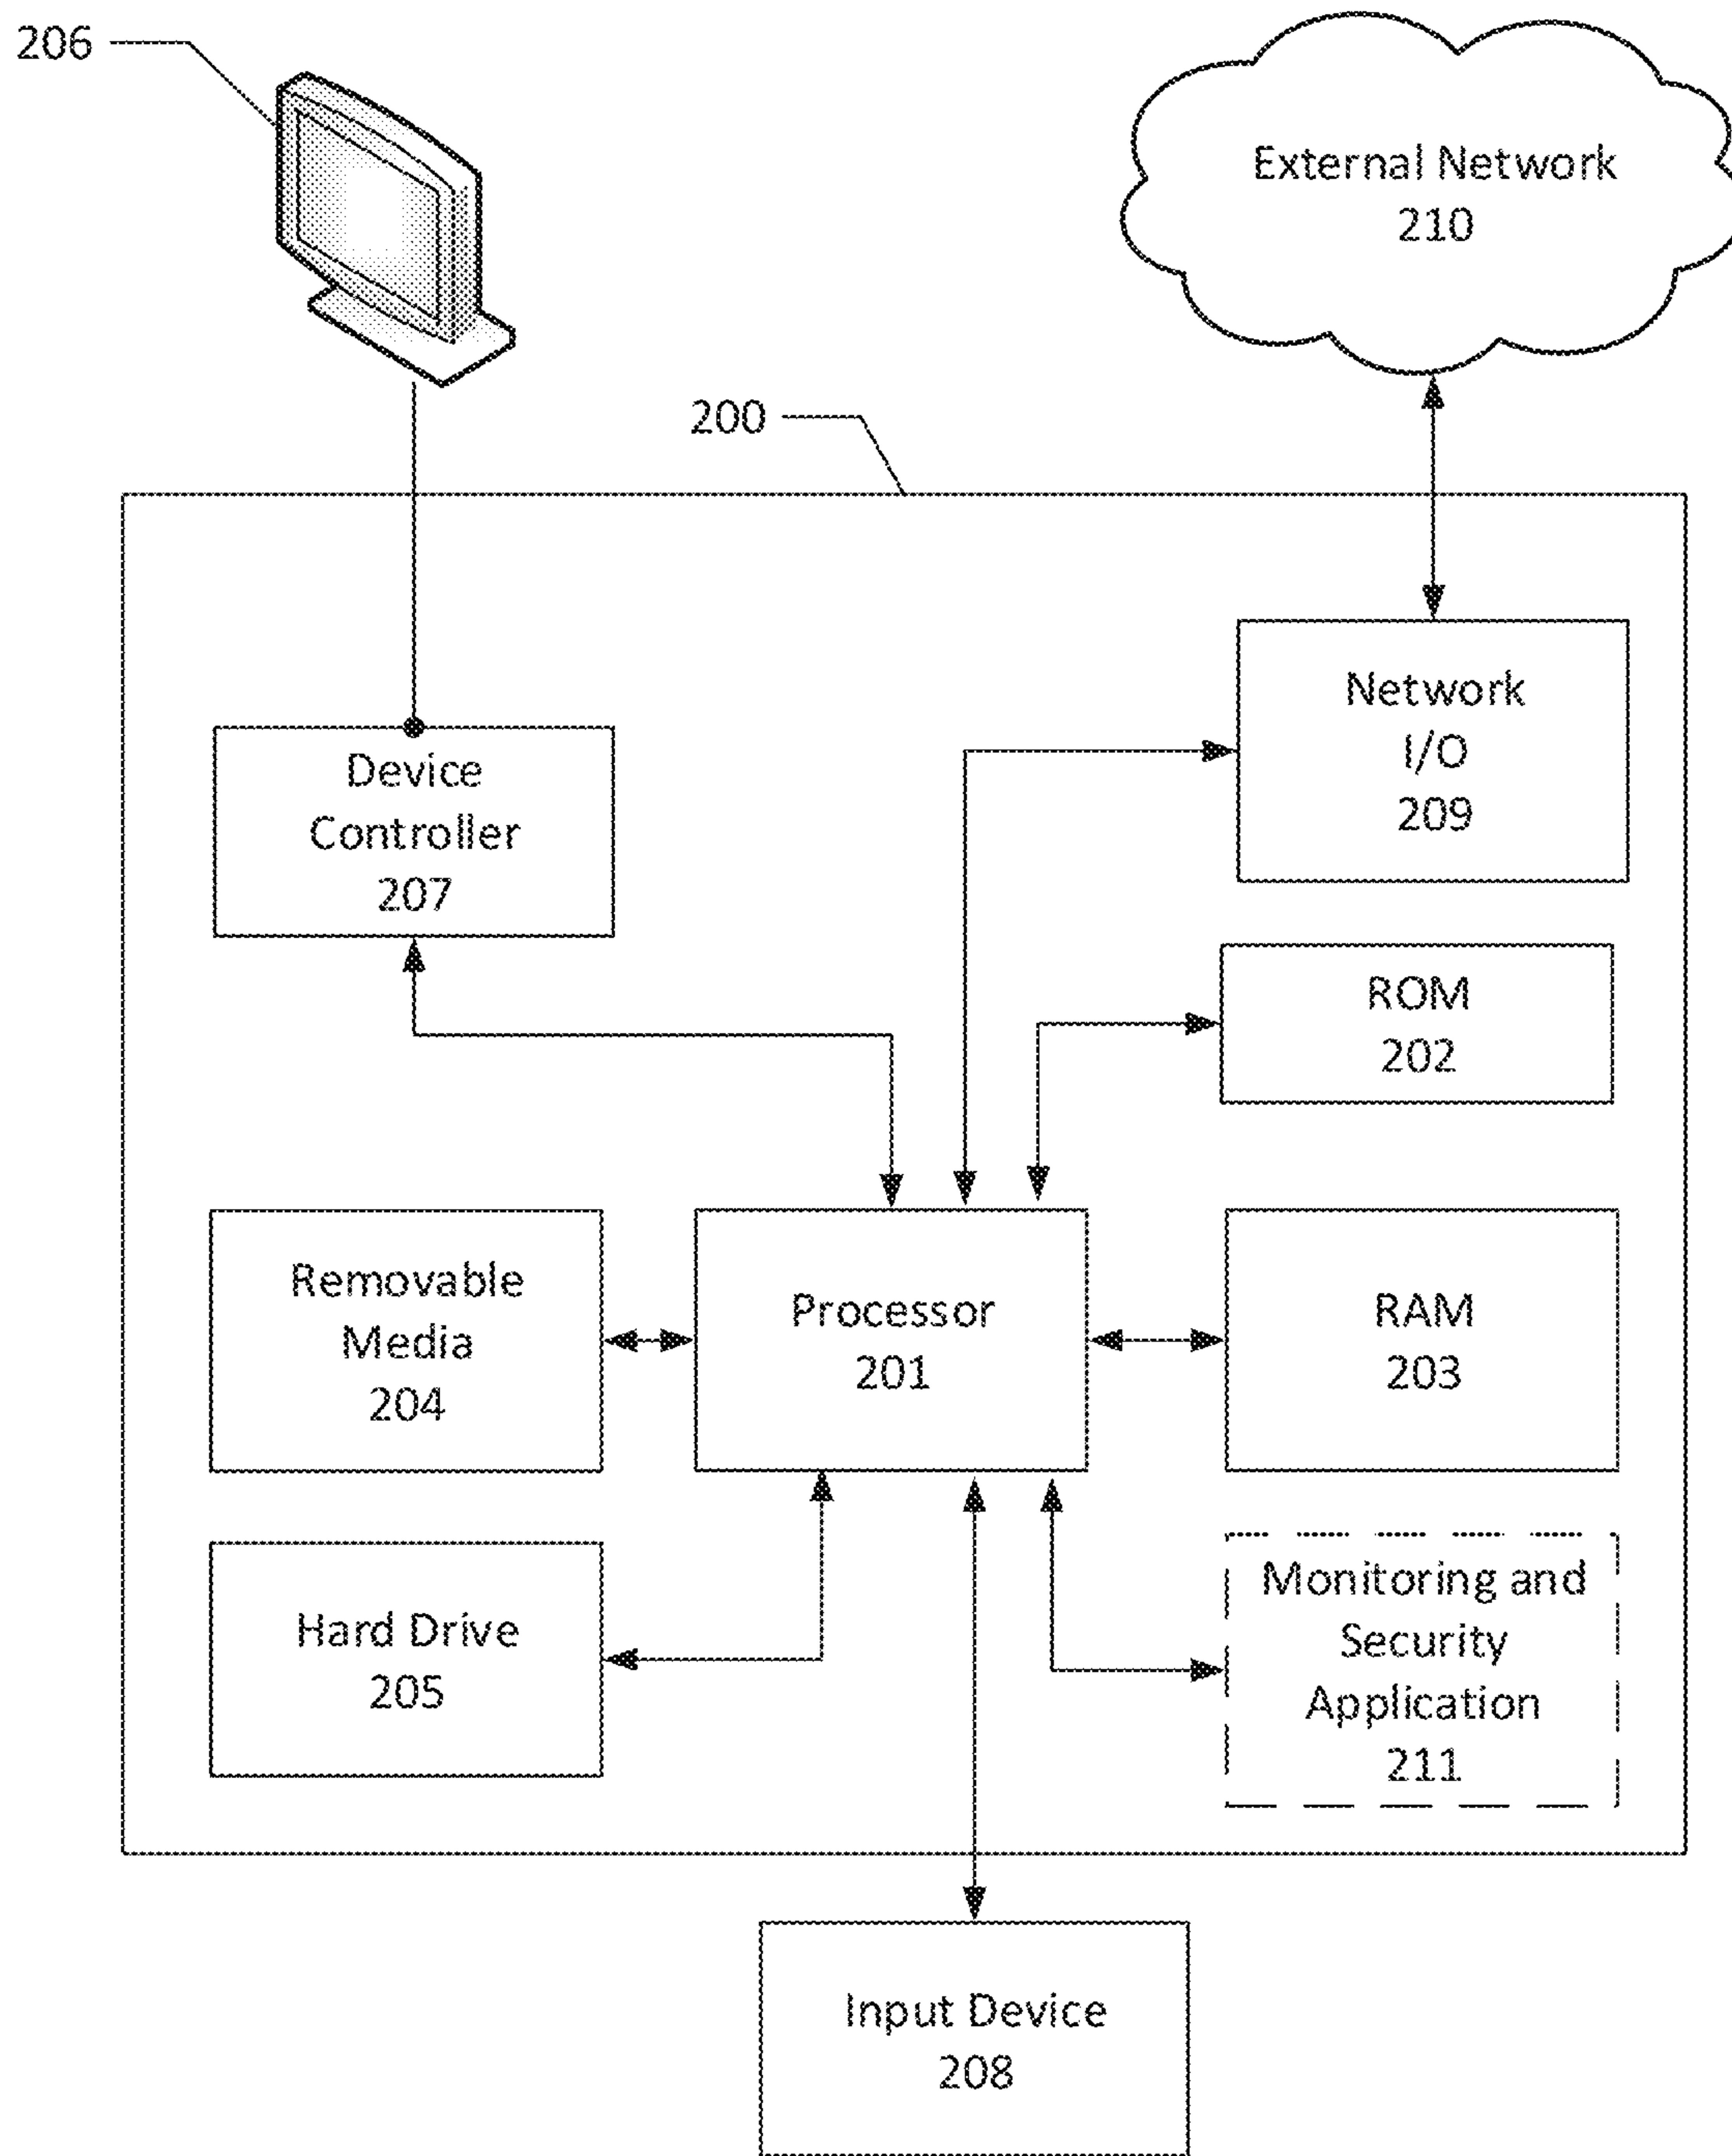 206
External Network
210
200
Network
I/O
209
Device
Controller
207
ROM
202
Removable
Media
204
Processor
201
RAM
203
Hard Drive
205
Monitoring and
Security
Application
211
Input Device
208